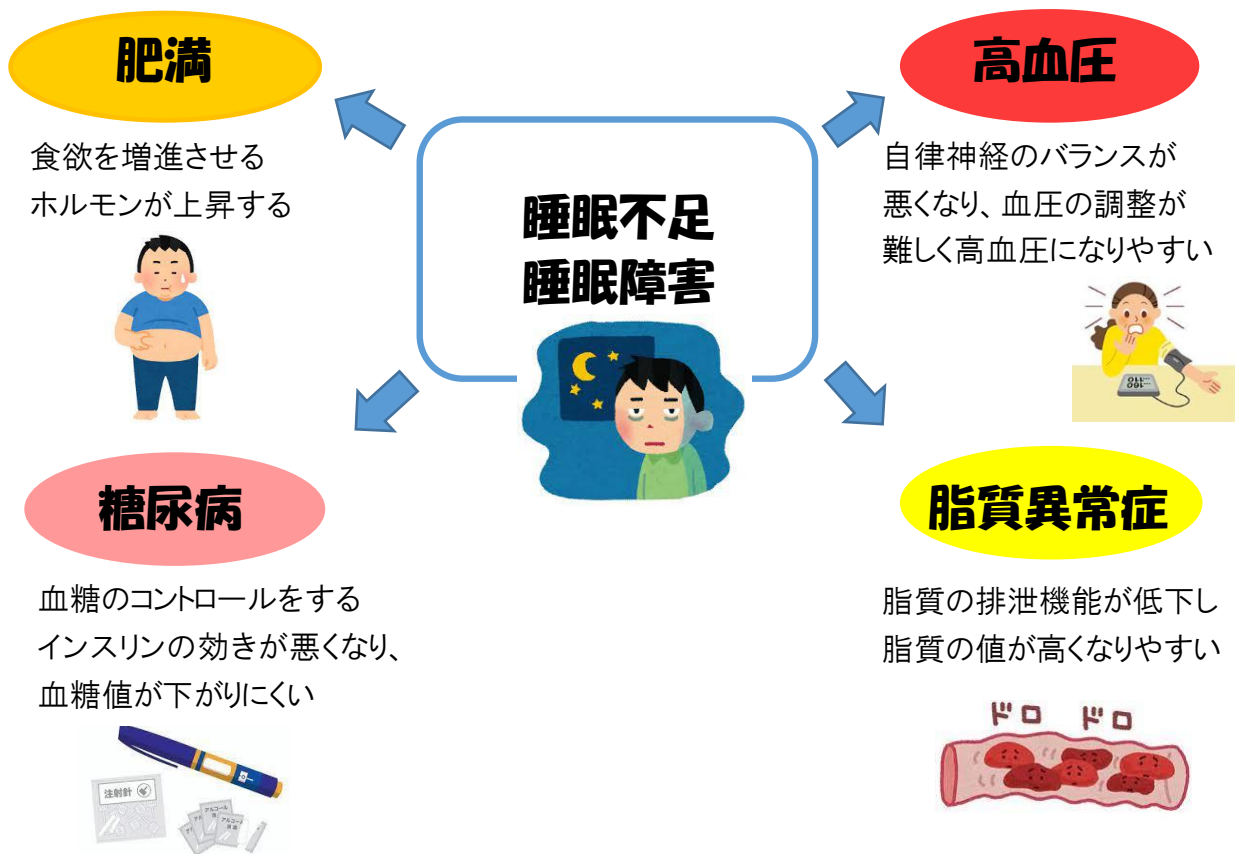 肥満
食欲を増進させる
ホルモンが上昇する
高血圧
自律神経のバランスが
悪くなり、血圧の調整が
難しく高血圧になりやすい
睡眠不足
睡眠障害
160
110
糖尿病
血糖のコントロールをする
インスリンの効きが悪くなり、
血糖値が下がりにくい
注射針
アルコール
脂質異常症
脂質の排泄機能が低下し
脂質の値が高くなりやすい
ドロ ドロ